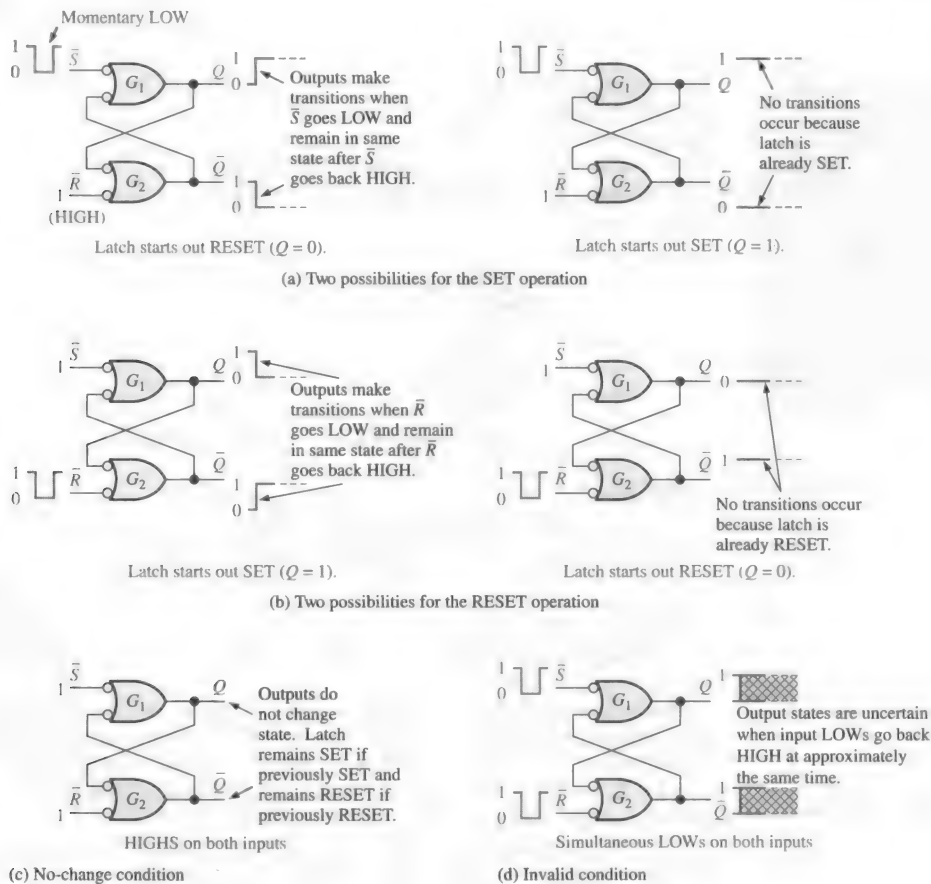 Momentary LOW
1
0
S̄
G₁
Q
1
0
Outputs make
transitions when
S̄ goes LOW and
remain in same
state after S̄
goes back HIGH.
G₂
R̄
1
(HIGH)
Q̄
1
0
Latch starts out RESET (Q = 0).
1
0
S̄
G₁
1
Q
No transitions
occur because
latch is
already SET.
G₂
R̄
1
Q̄
0
Latch starts out SET (Q = 1).
(a) Two possibilities for the SET operation
S̄
1
G₁
Q
1
0
Outputs make
transitions when R̄
goes LOW and remain
in same state after R̄
goes back HIGH.
1
0
R̄
G₂
Q̄
1
0
Latch starts out SET (Q = 1).
S̄
1
G₁
Q
0
1
0
R̄
G₂
Q̄
1
No transitions occur
because latch is
already RESET.
Latch starts out RESET (Q = 0).
(b) Two possibilities for the RESET operation
S̄
1
G₁
Q
Outputs do
not change
state. Latch
remains SET if
previously SET and
remains RESET if
previously RESET.
R̄
1
G₂
Q̄
HIGHS on both inputs
(c) No-change condition
1
0
S̄
G₁
Q
1
Output states are uncertain
when input LOWs go back
HIGH at approximately
the same time.
1
0
R̄
G₂
1
Q̄
Simultaneous LOWs on both inputs
(d) Invalid condition